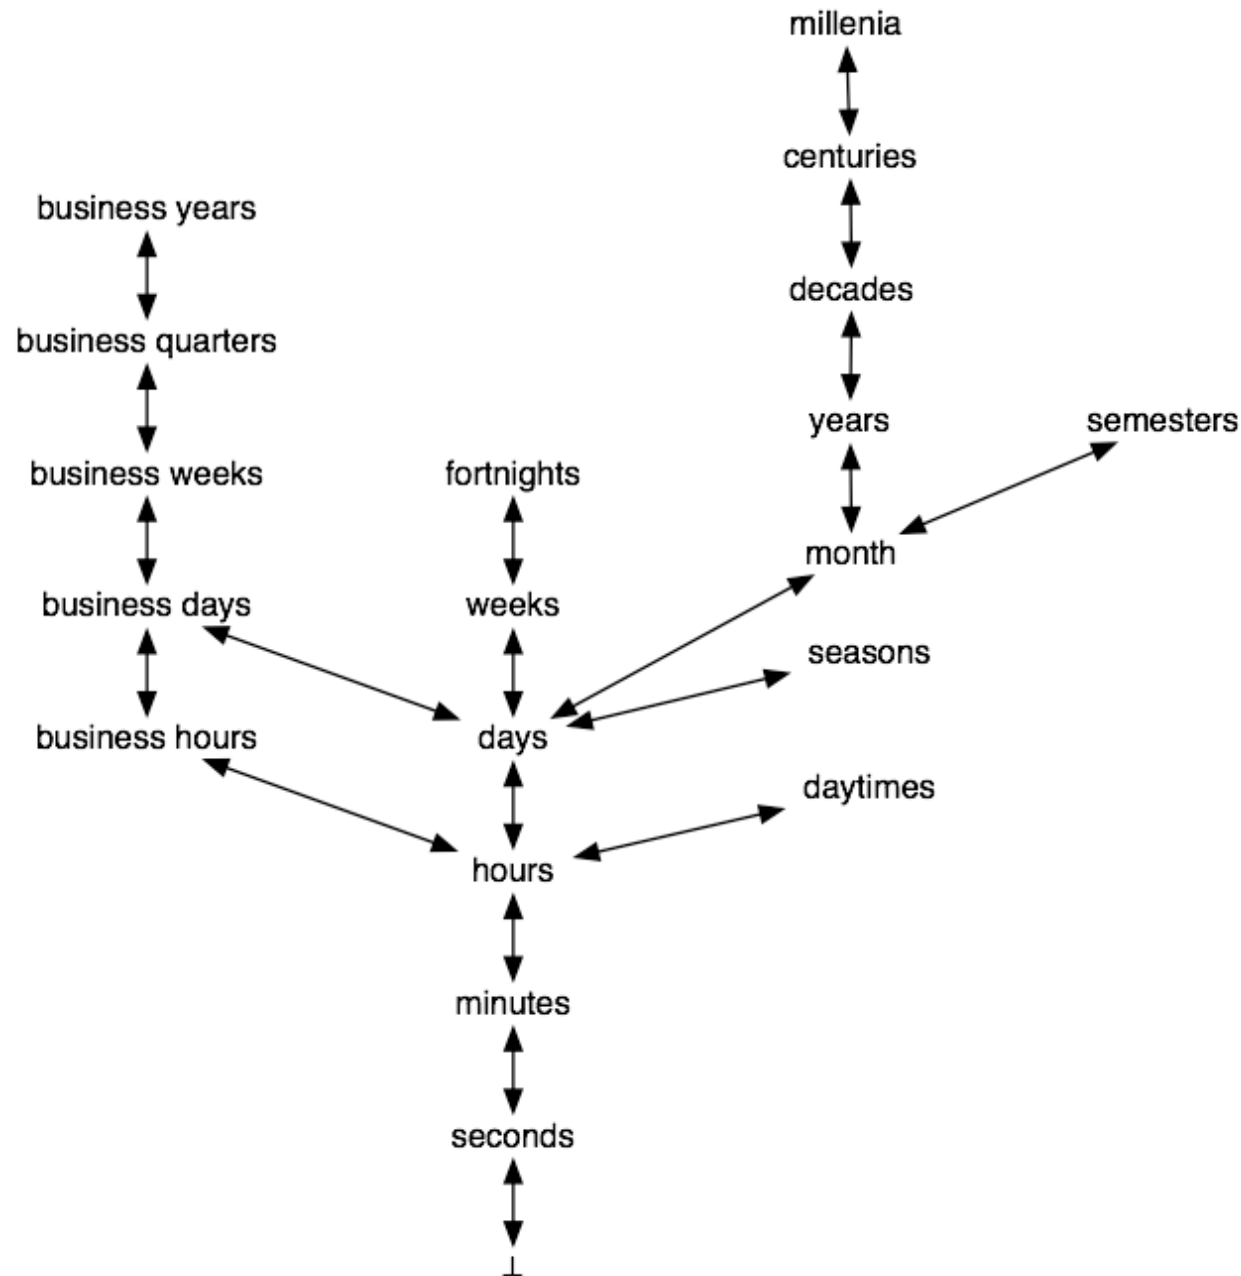 millenia
centuries
business years
decades
business quarters
years
semesters
business weeks
fortnights
month
business days
weeks
seasons
business hours
days
daytimes
hours
minutes
seconds
⊥